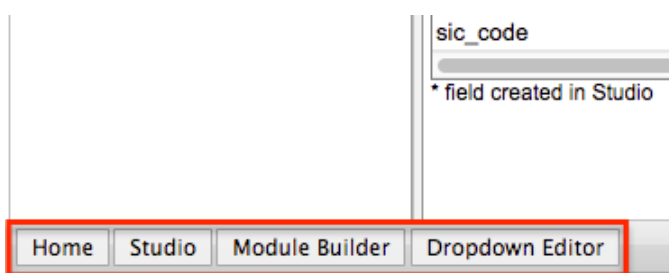 sic_code
* field created in Studio
Home Studio Module Builder Dropdown Editor